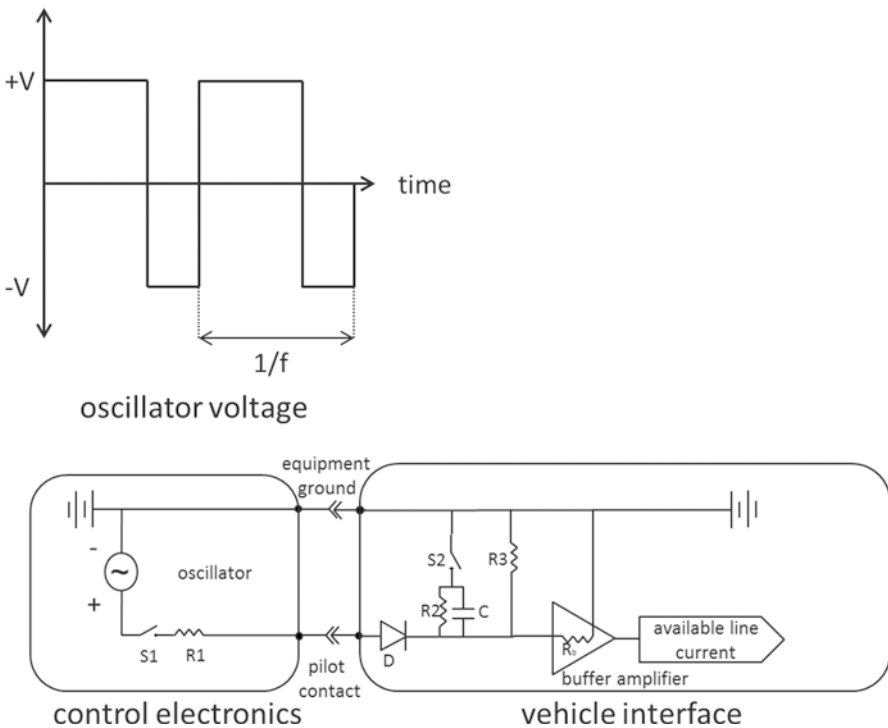 +V
time
-V
1/f
oscillator voltage
equipment
ground
-
oscillator
~
+
S1
R1
pilot
contact
S2
R3
R2
C
D
Rb
buffer amplifier
available line
current
control electronics
vehicle interface